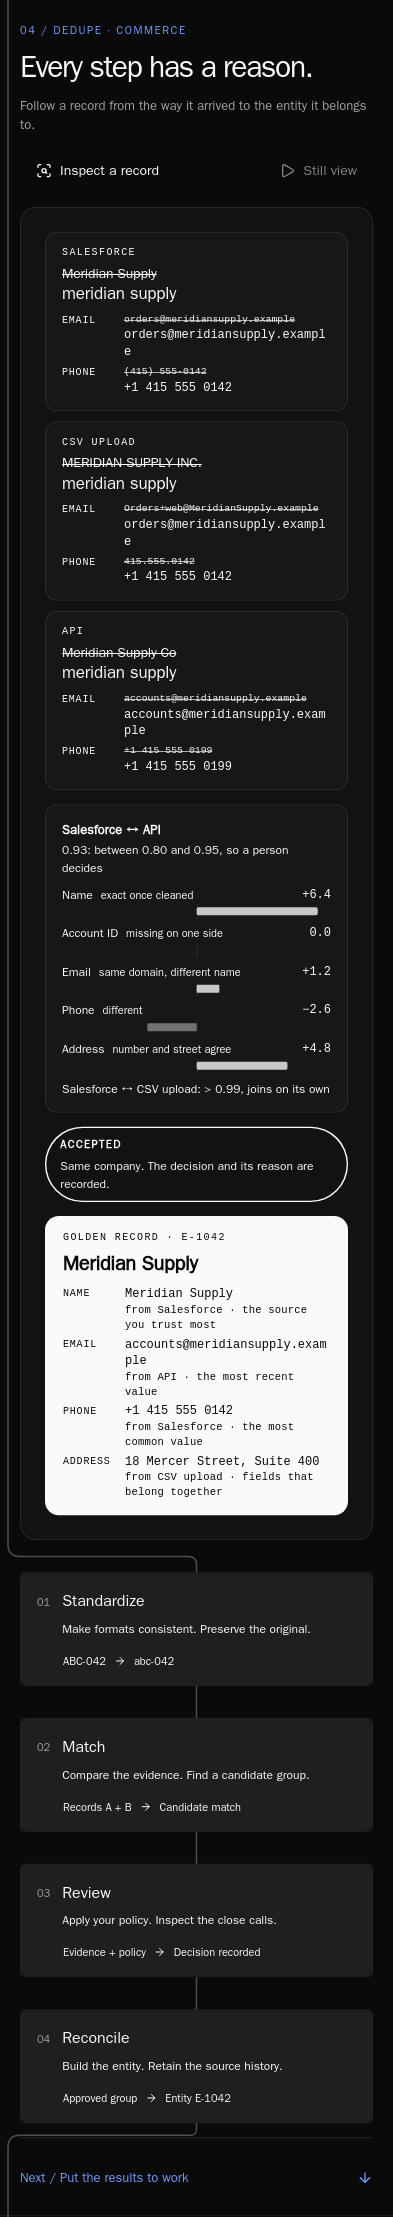 04 / DEDUPE · COMMERCE
Every step has a reason.
Follow a record from the way it arrived to the entity it belongs
to.
Inspect a record
Still view
SALESFORCE
Meridian Supply
meridian supply
EMAIL orders@meridiansupply.example
orders@meridiansupply.exampl
e
PHONE (415) 555-0142
+1 415 555 0142
CSV UPLOAD
MERIDIAN SUPPLY INC.
meridian supply
EMAIL Orders+web@MeridianSupply.example
orders@meridiansupply.exampl
e
PHONE 415.555.0142
+1 415 555 0142
API
Meridian Supply Co
meridian supply
EMAIL accounts@meridiansupply.example
accounts@meridiansupply.exam
ple
PHONE +1 415 555 0199
+1 415 555 0199
Salesforce ↔ API
0.93: between 0.80 and 0.95, so a person
decides
Name exact once cleaned +6.4
Account ID missing on one side 0.0
Email same domain, different name +1.2
Phone different −2.6
Address number and street agree +4.8
Salesforce ↔ CSV upload: > 0.99, joins on its own
ACCEPTED
Same company. The decision and its reason are
recorded.
GOLDEN RECORD · E-1042
Meridian Supply
NAME Meridian Supply
from Salesforce · the source
you trust most
EMAIL accounts@meridiansupply.exam
ple
from API · the most recent
value
PHONE +1 415 555 0142
from Salesforce · the most
common value
ADDRESS 18 Mercer Street, Suite 400
from CSV upload · fields that
belong together
01 Standardize
Make formats consistent. Preserve the original.
ABC-042 → abc-042
02 Match
Compare the evidence. Find a candidate group.
Records A + B → Candidate match
03 Review
Apply your policy. Inspect the close calls.
Evidence + policy → Decision recorded
04 Reconcile
Build the entity. Retain the source history.
Approved group → Entity E-1042
Next / Put the results to work ↓